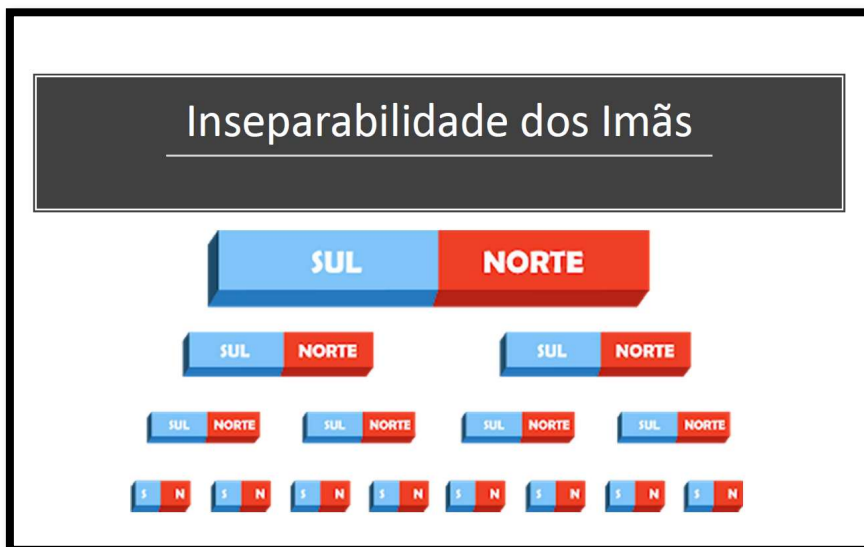 Inseparabilidade dos Imãs
SUL NORTE
SUL NORTE SUL NORTE
SUL NORTE SUL NORTE SUL NORTE SUL NORTE
S N S N S N S N S N S N S N S N